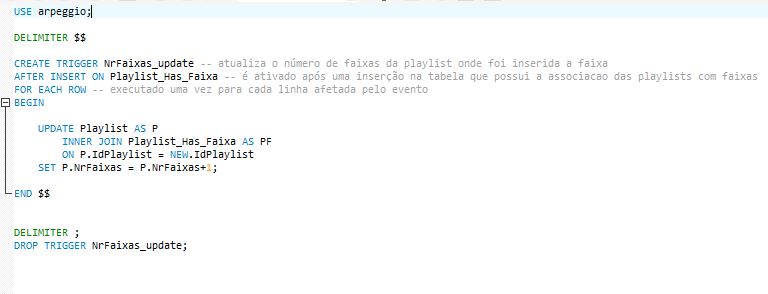 USE arpeggio;
DELIMITER $$
CREATE TRIGGER NrFaixas_update -- atualiza o número de faixas da playlist onde foi inserida a faixa
AFTER INSERT ON Playlist_Has_Faixa -- é ativado após uma inserção na tabela que possui a associacao das playlists com faixas
FOR EACH ROW -- executado uma vez para cada linha afetada pelo evento
BEGIN
UPDATE Playlist AS P
INNER JOIN Playlist_Has_Faixa AS PF
ON P.IdPlaylist = NEW.IdPlaylist
SET P.NrFaixas = P.NrFaixas+1;
END $$
DELIMITER ;
DROP TRIGGER NrFaixas_update;